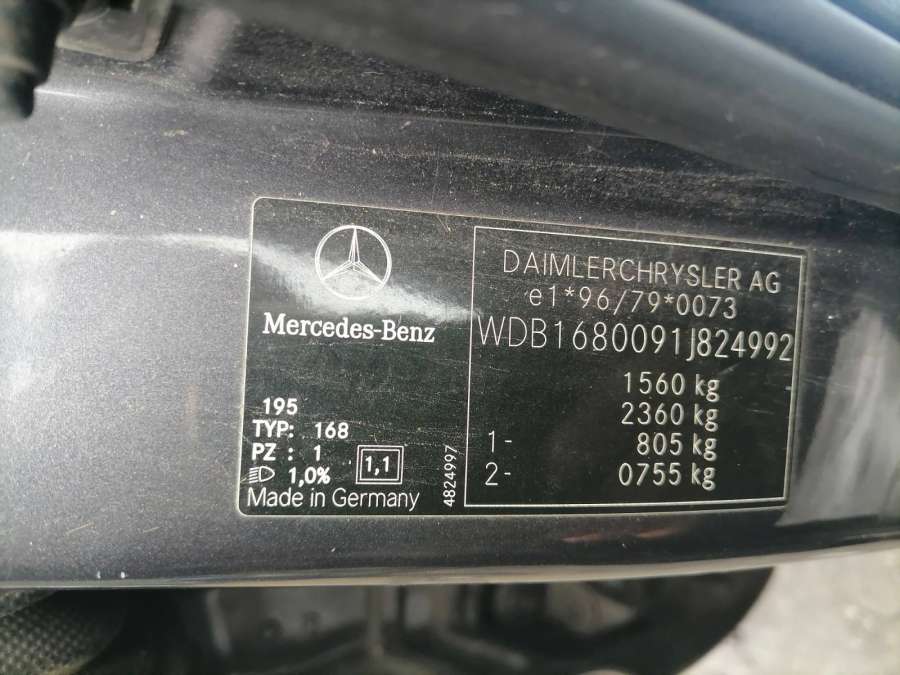 Mercedes-Benz
195
TYP: 168
PZ : 1
1,0%
1,1
Made in Germany
4824997
DAIMLERCHRYSLER AG
e1*96/79*0073
WDB1680091J824992
1560 kg
2360 kg
1- 805 kg
2- 0755 kg